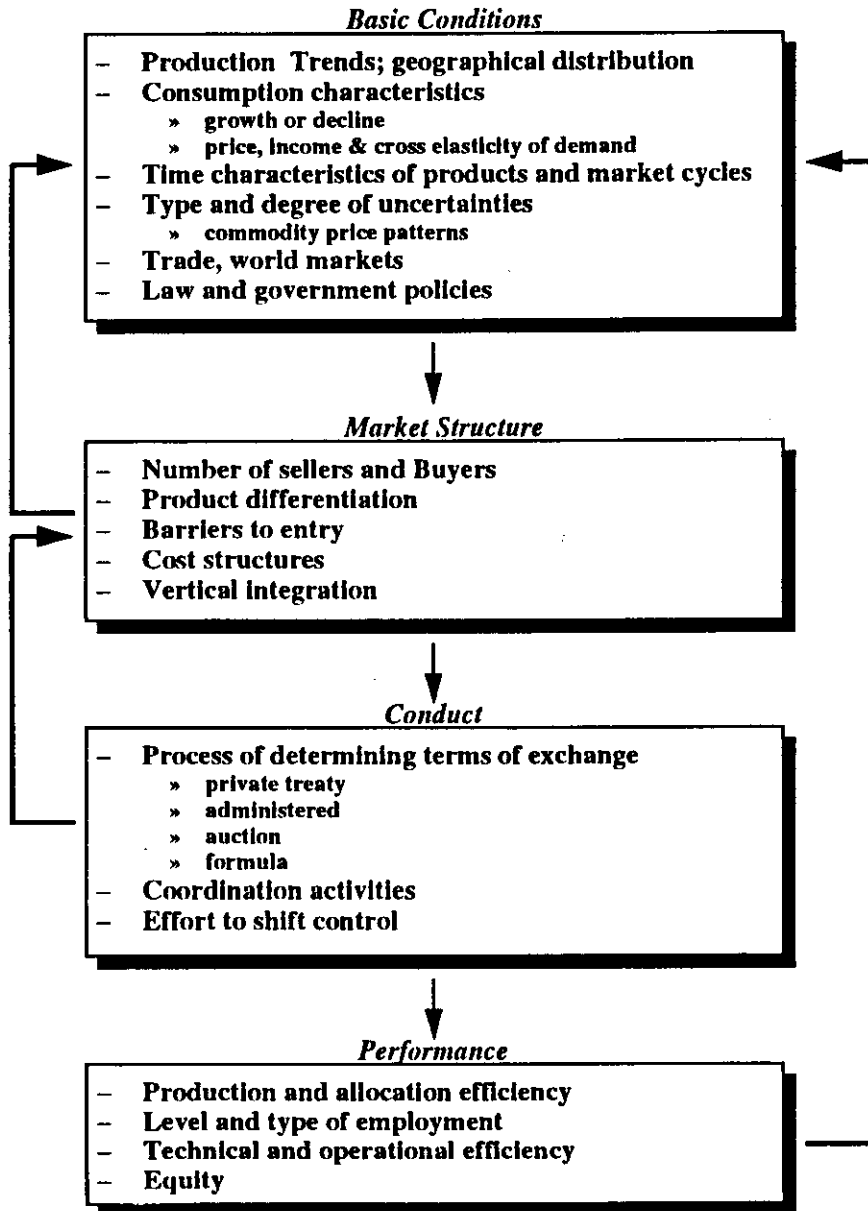 Basic Conditions
– Production Trends; geographical distribution
– Consumption characteristics
» growth or decline
» price, income & cross elasticity of demand
– Time characteristics of products and market cycles
– Type and degree of uncertainties
» commodity price patterns
– Trade, world markets
– Law and government policies
Market Structure
– Number of sellers and Buyers
– Product differentiation
– Barriers to entry
– Cost structures
– Vertical integration
Conduct
– Process of determining terms of exchange
» private treaty
» administered
» auction
» formula
– Coordination activities
– Effort to shift control
Performance
– Production and allocation efficiency
– Level and type of employment
– Technical and operational efficiency
– Equity